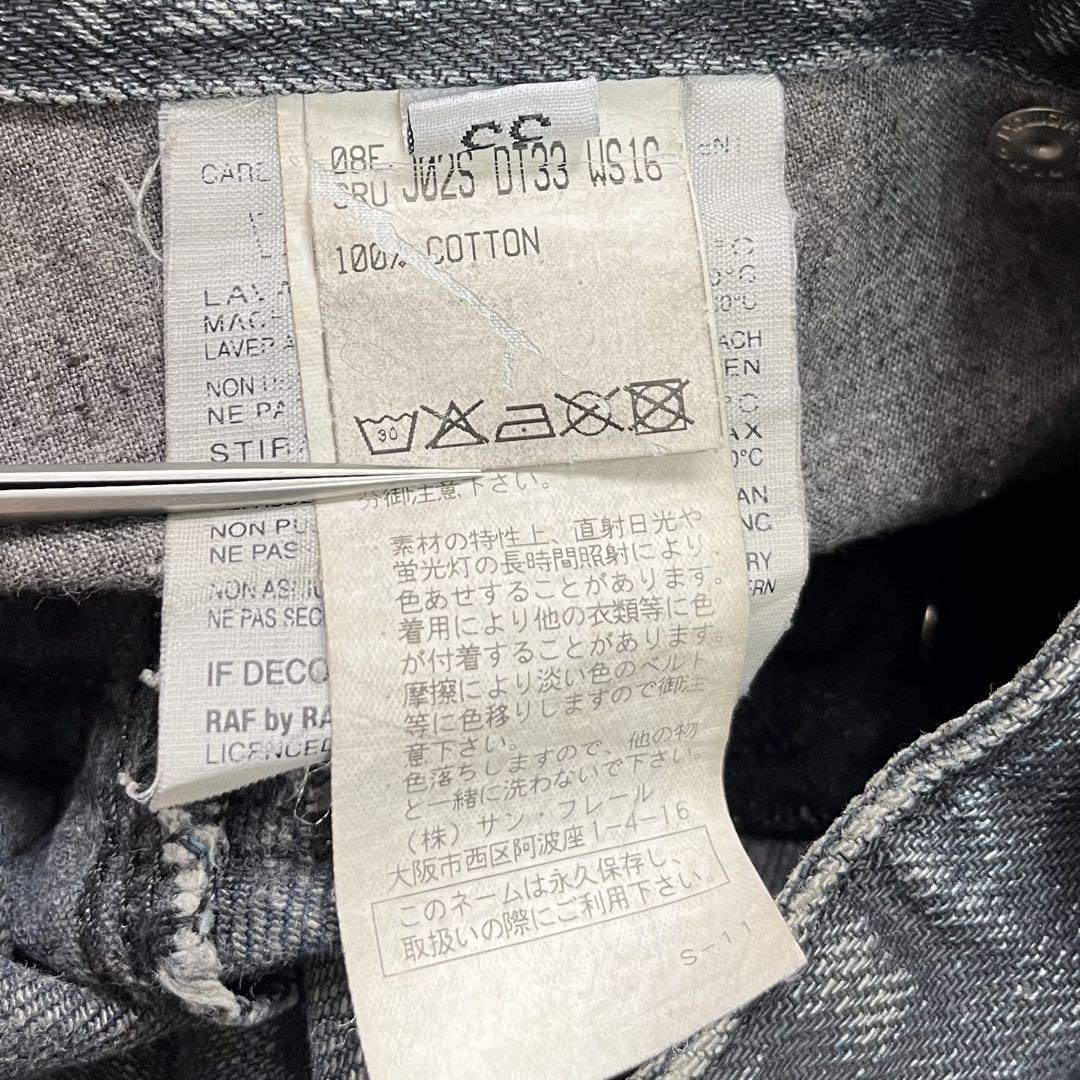 08E
J02S DT33 WS16
100% COTTON
30
分御注意下さい。
素材の特性上、直射日光や
蛍光灯の長時間照射により、
色あせすることがあります。
着用により他の衣類等に色
が付着することがあります。
摩擦により淡い色のベルト
等に色移りしますので御注
意下さい。
色落ちしますので、他の物
と一緒に洗わないで下さい。
(株)サン・フレール
大阪市西区阿波座1-4-16
このネームは永久保存し、
取扱いの際にご利用下さい。
S-11
CARE
MACH
LAVER A
NON
NE PA
STIR
NON PU
NE PAS
NE PAS SEC
IF DECO
RAF by RA
LICENCED
ENT
ACH
EN
C
AX
0°C
AN
NG
RY
ERN